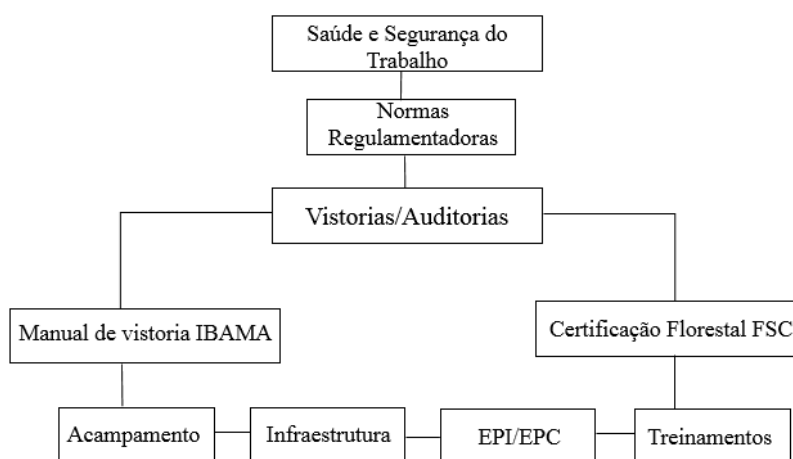 Saúde e Segurança do
Trabalho
Normas
Regulamentadoras
Vistorias/Auditorias
Manual de vistoria IBAMA
Certificação Florestal FSC
Acampamento
Infraestrutura
EPI/EPC
Treinamentos